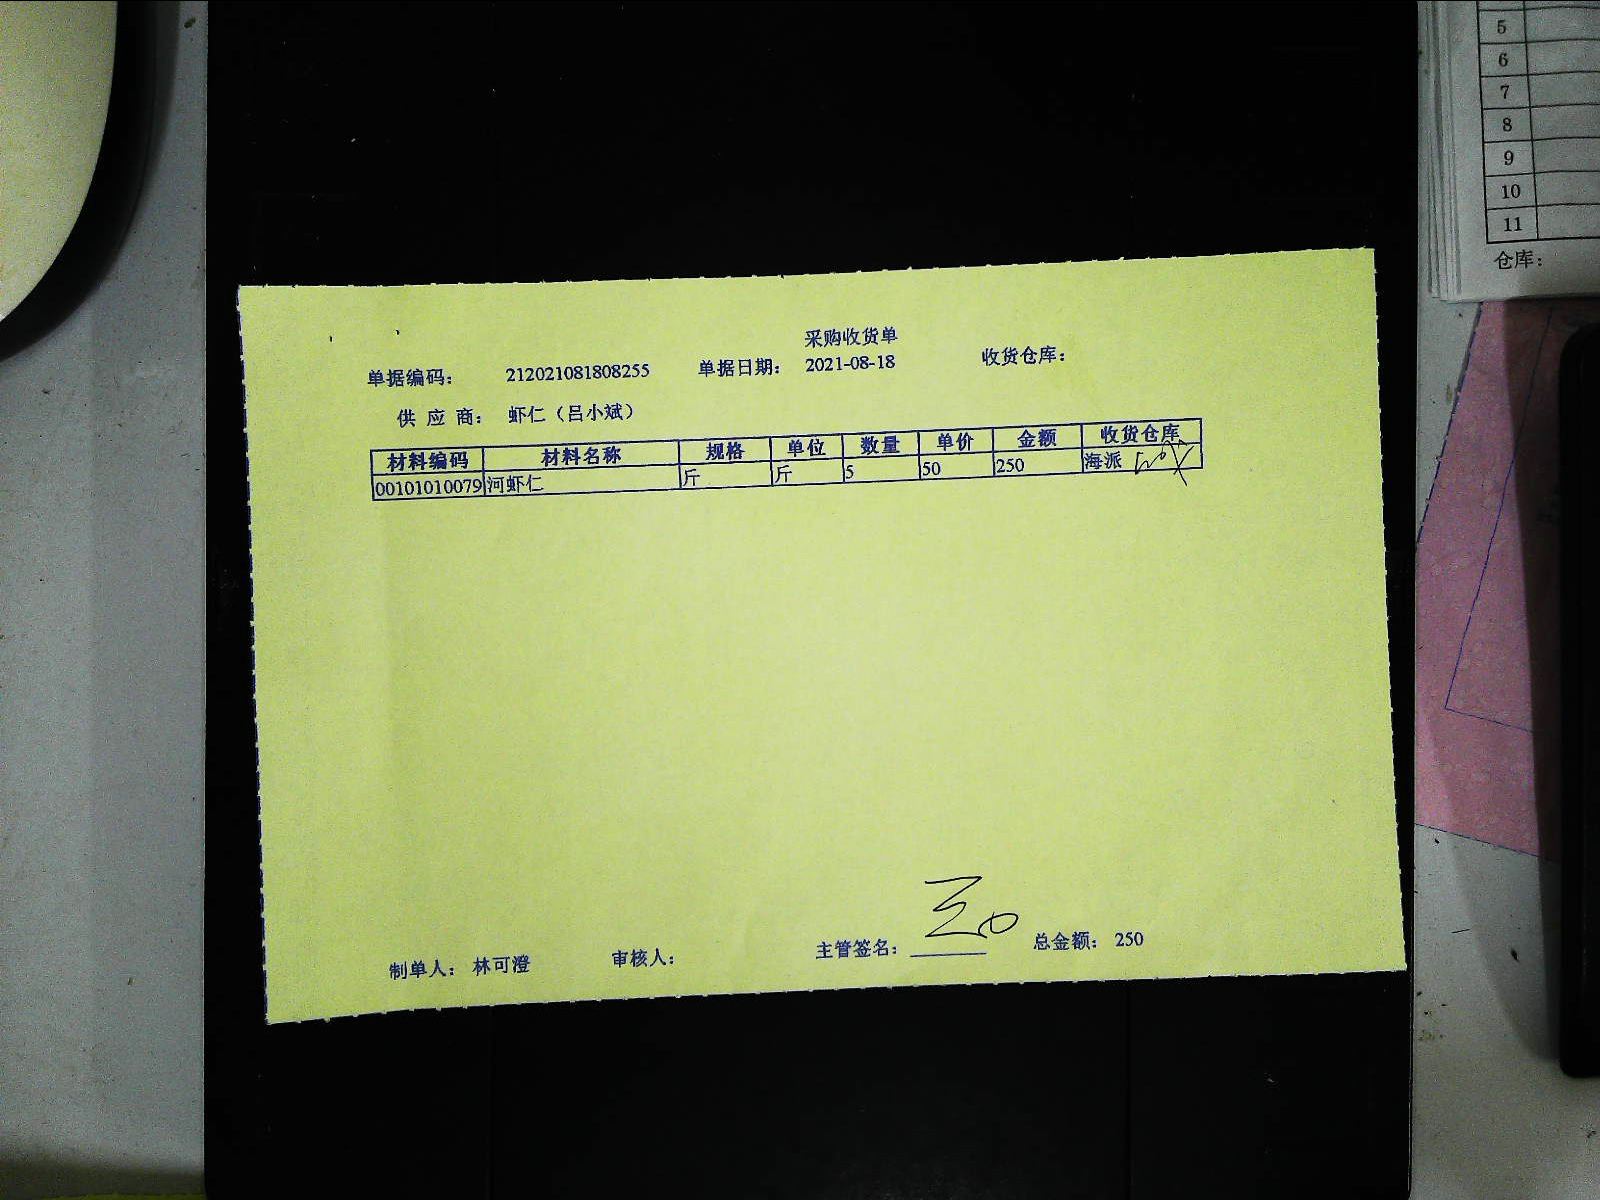 采购收货单
单据编码： 212021081808255 单据日期： 2021-08-18 收货仓库：
供 应 商： 虾仁（吕小斌）
材料编码 材料名称 规格 单位 数量 单价 金额 收货仓库
00101010079 河虾仁 斤 斤 5 50 250 海派
制单人： 林可澄 审核人： 主管签名： 总金额： 250
5
6
7
8
9
10
11
仓库：